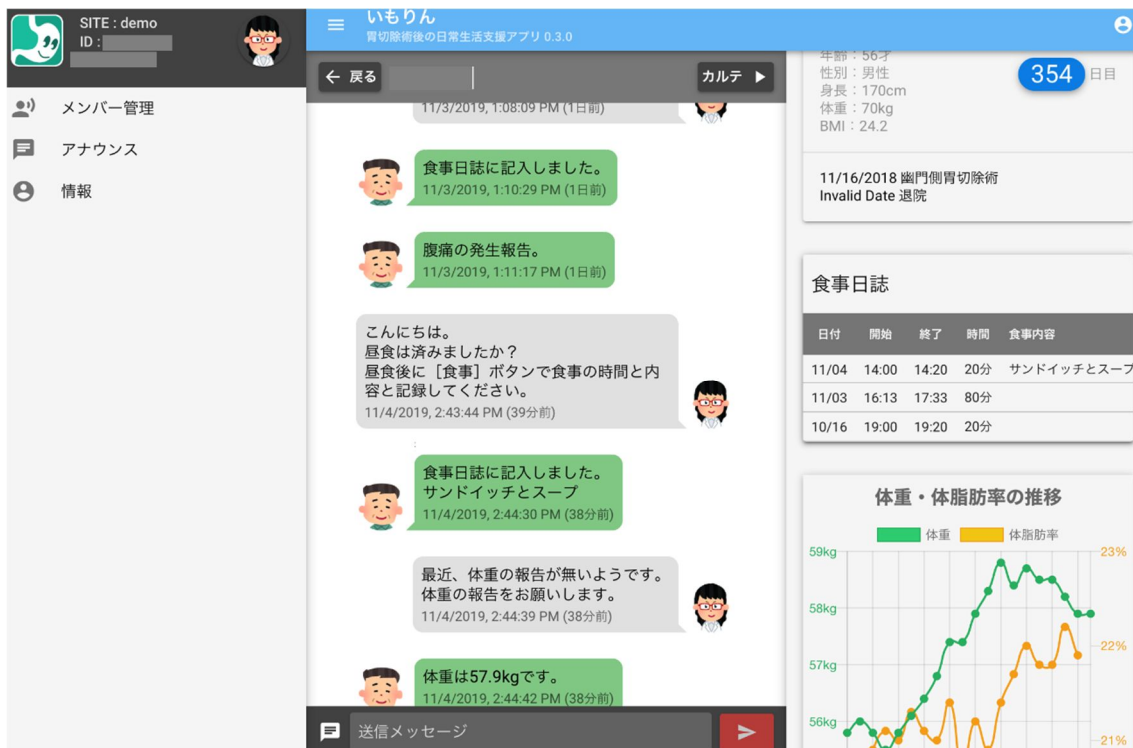 SITE : demo
ID :
メンバー管理
アナウンス
情報
いもりん
胃切除術後の日常生活支援アプリ 0.3.0
← 戻る
カルテ ▶
11/3/2019, 1:08:09 PM (1日前)
食事日誌に記入しました。
11/3/2019, 1:10:29 PM (1日前)
腹痛の発生報告。
11/3/2019, 1:11:17 PM (1日前)
こんにちは。
昼食は済みましたか？
昼食後に［食事］ボタンで食事の時間と内
容と記録してください。
11/4/2019, 2:43:44 PM (39分前)
食事日誌に記入しました。
サンドイッチとスープ
11/4/2019, 2:44:30 PM (38分前)
最近、体重の報告が無いようです。
体重の報告をお願いします。
11/4/2019, 2:44:39 PM (38分前)
体重は57.9kgです。
11/4/2019, 2:44:42 PM (38分前)
送信メッセージ
年齢：56才
性別：男性
身長：170cm
体重：70kg
BMI：24.2
354 日目
11/16/2018 幽門側胃切除術
Invalid Date 退院
食事日誌
日付 開始 終了 時間 食事内容
11/04 14:00 14:20 20分 サンドイッチとスープ
11/03 16:13 17:33 80分
10/16 19:00 19:20 20分
体重・体脂肪率の推移
体重 体脂肪率
59kg 23%
58kg
22%
57kg
56kg
21%